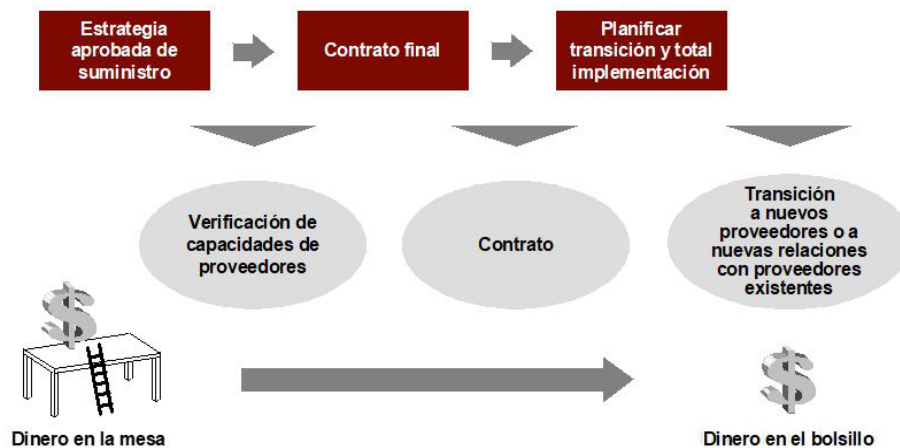 Estrategia
aprobada de
suministro
Contrato final
Planificar
transición y total
implementación
Verificación de
capacidades de
proveedores
Contrato
Transición
a nuevos
proveedores o a
nuevas relaciones
con proveedores
existentes
$
$
Dinero en la mesa
Dinero en el bolsillo